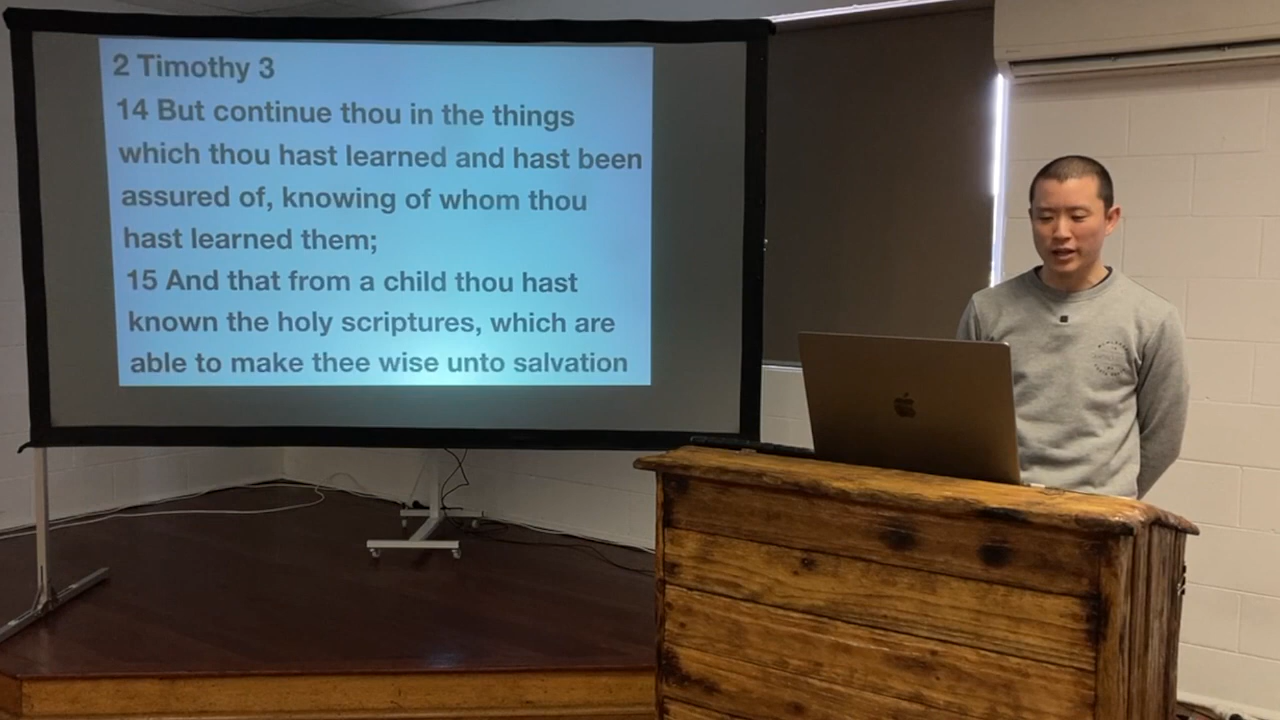 2 Timothy 3
14 But continue thou in the things
which thou hast learned and hast been
assured of, knowing of whom thou
hast learned them;
15 And that from a child thou hast
known the holy scriptures, which are
able to make thee wise unto salvation